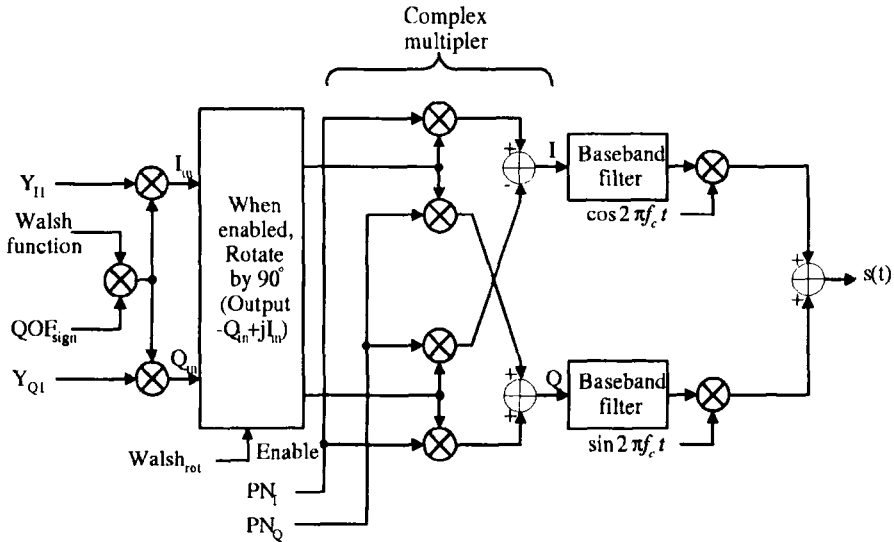 Complex
multipler
Y_I1
Walsh
function
QOF_sign
Y_Q1
I_in
Q_in
When
enabled,
Rotate
by 90°
(Output
-Q_in+jI_in)
Walsh_rot
Enable
PN_I
PN_Q
+
-
I
Baseband
filter
cos 2πf_c t
+
+
Q
Baseband
filter
sin 2πf_c t
+
+
s(t)